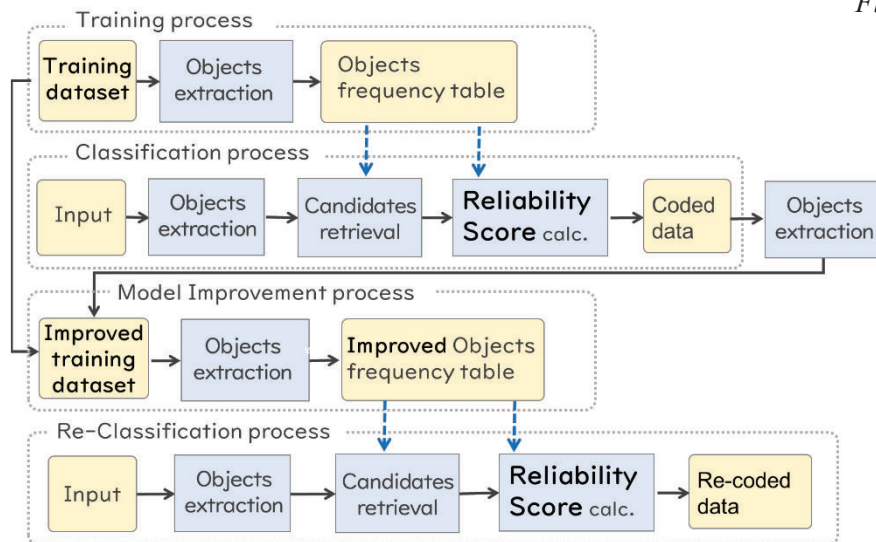 Fi
Training process
Training
dataset
Objects
extraction
Objects
frequency table
Classification process
Input
Objects
extraction
Candidates
retrieval
Reliability
Score calc.
Coded
data
Objects
extraction
Model Improvement process
Improved
training
dataset
Objects
extraction
Improved Objects
frequency table
Re-Classification process
Input
Objects
extraction
Candidates
retrieval
Reliability
Score calc.
Re-coded
data